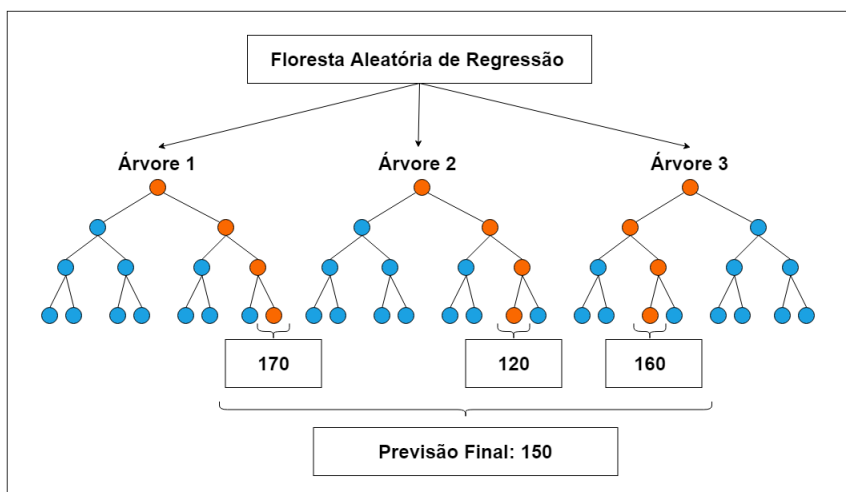 Floresta Aleatória de Regressão
Árvore 1
Árvore 2
Árvore 3
170
120
160
Previsão Final: 150